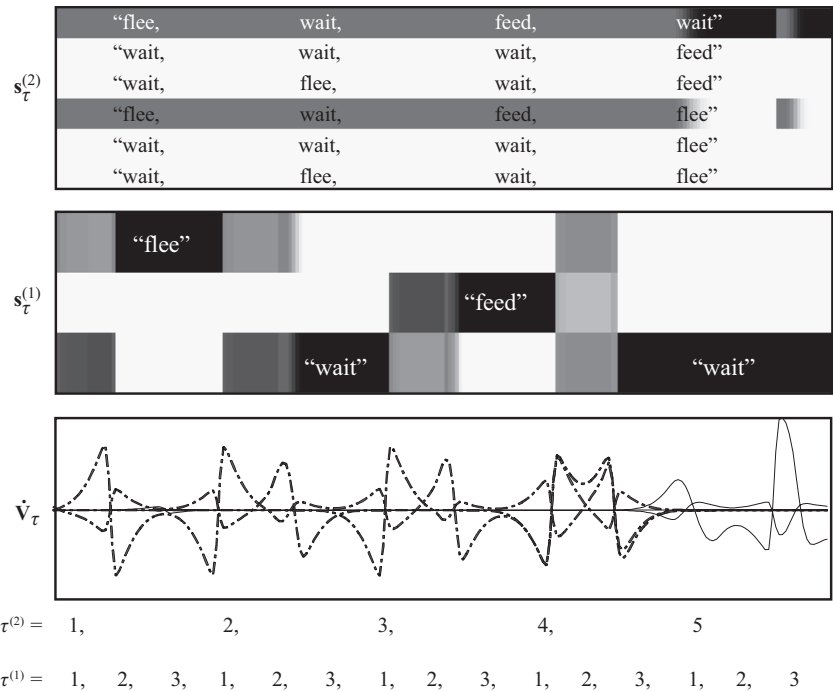 “flee, wait, feed, wait”
“wait, wait, wait, feed”
“wait, flee, wait, feed”
s_τ^(2)
“flee, wait, feed, flee”
“wait, wait, wait, flee”
“wait, flee, wait, flee”
“flee”
s_τ^(1)
“feed”
“wait” “wait”
V̇_τ
τ^(2) = 1, 2, 3, 4, 5
τ^(1) = 1, 2, 3, 1, 2, 3, 1, 2, 3, 1, 2, 3, 1, 2, 3